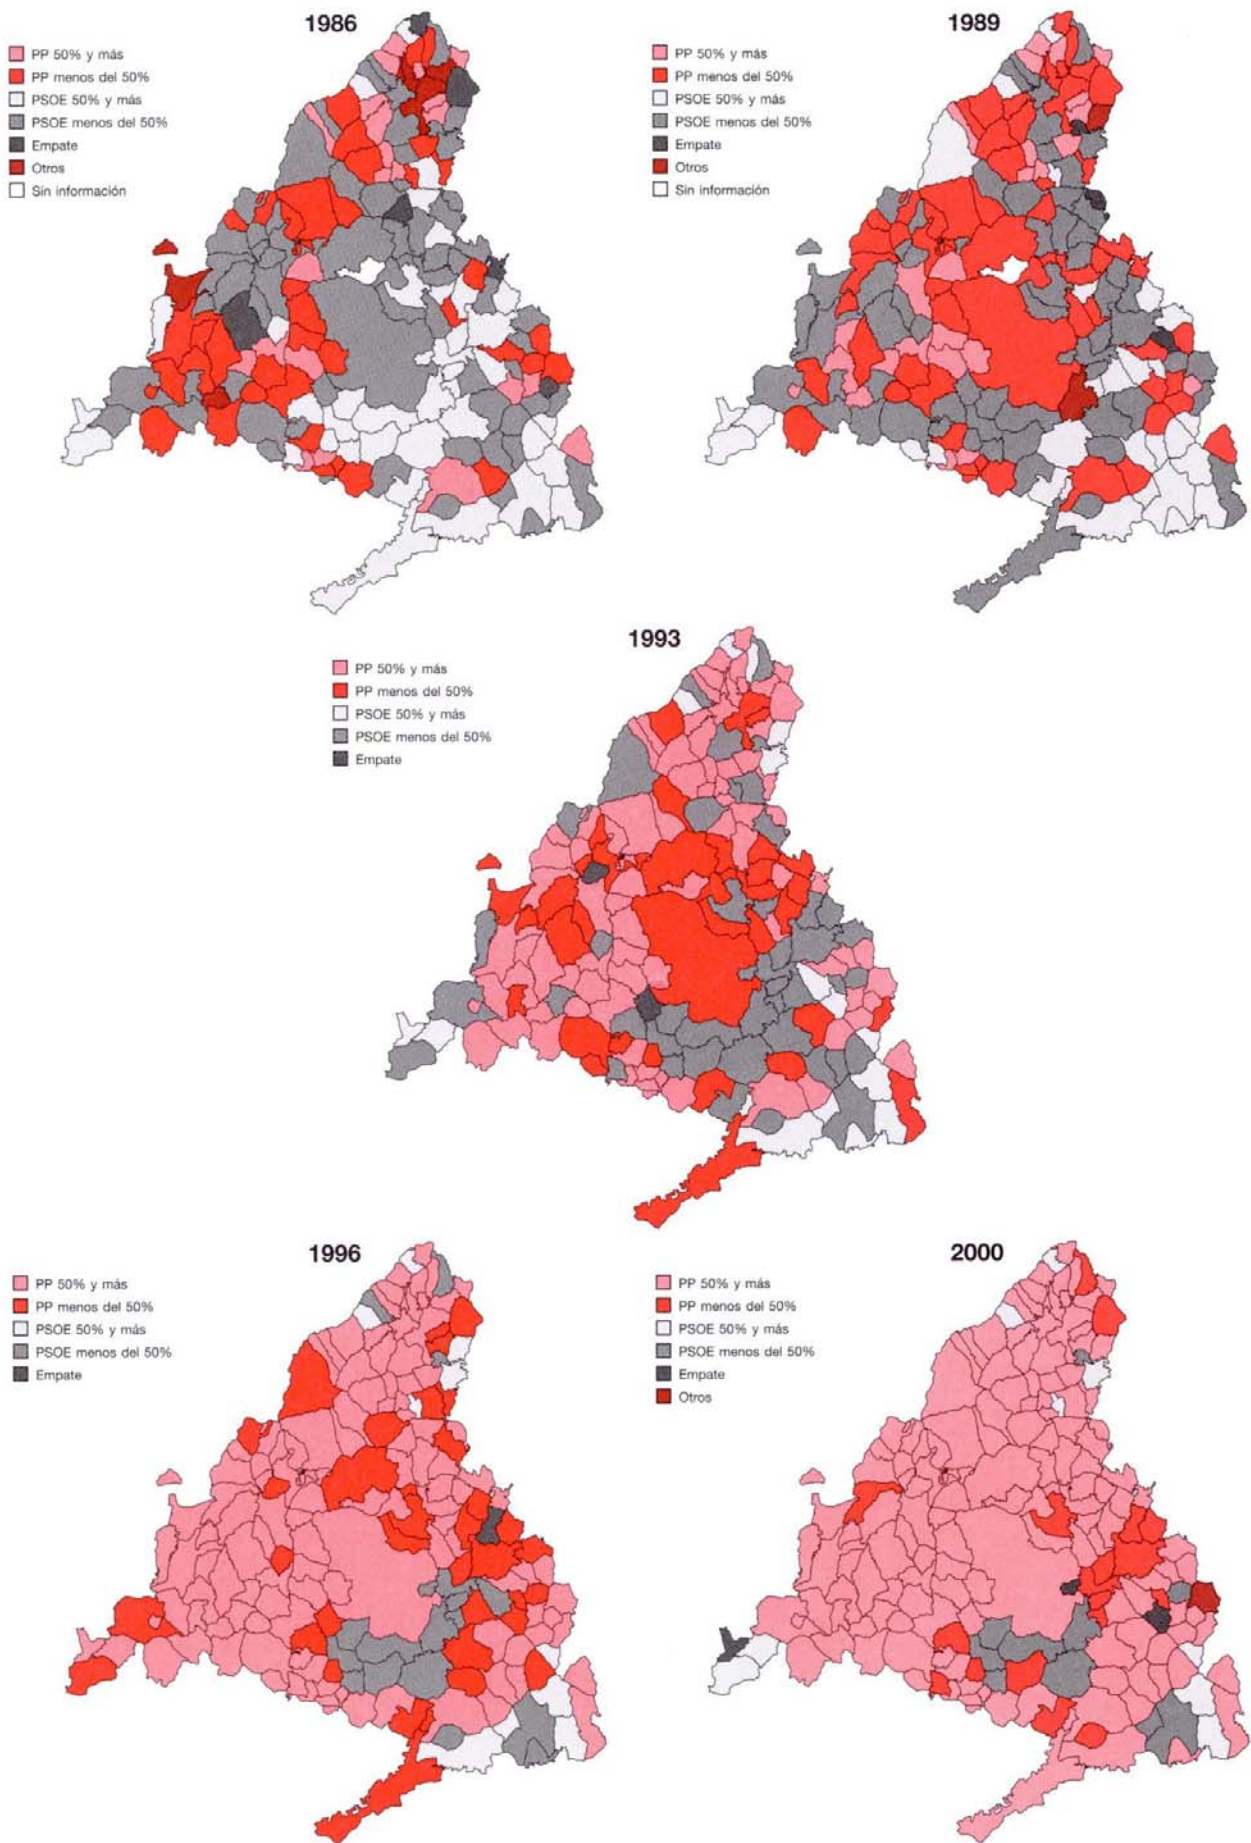 1986
PP 50% y más
PP menos del 50%
PSOE 50% y más
PSOE menos del 50%
Empate
Otros
Sin información
1989
PP 50% y más
PP menos del 50%
PSOE 50% y más
PSOE menos del 50%
Empate
Otros
Sin información
1993
PP 50% y más
PP menos del 50%
PSOE 50% y más
PSOE menos del 50%
Empate
1996
PP 50% y más
PP menos del 50%
PSOE 50% y más
PSOE menos del 50%
Empate
2000
PP 50% y más
PP menos del 50%
PSOE 50% y más
PSOE menos del 50%
Empate
Otros